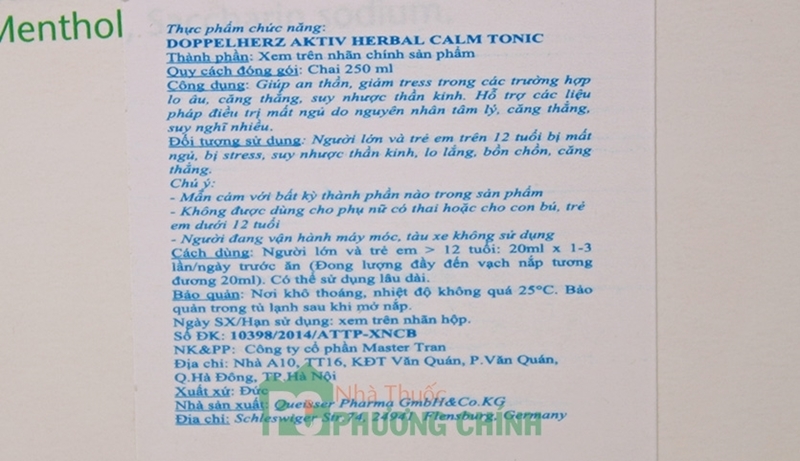 Menthol
, Saccharin sodium.
Thực phẩm chức năng:
DOPPELHERZ AKTIV HERBAL CALM TONIC
Thành phần: Xem trên nhãn chính sản phẩm
Quy cách đóng gói: Chai 250 ml
Công dụng: Giúp an thần, giảm tress trong các trường hợp
lo âu, căng thẳng, suy nhược thần kinh. Hỗ trợ các liệu
pháp điều trị mất ngủ do nguyên nhân tâm lý, căng thẳng,
suy nghĩ nhiều.
Đối tượng sử dụng: Người lớn và trẻ em trên 12 tuổi bị mất
ngủ, bị stress, suy nhược thần kinh, lo lắng, bồn chồn, căng
thẳng.
Chú ý:
- Mẫn cảm với bất kỳ thành phần nào trong sản phẩm
- Không được dùng cho phụ nữ có thai hoặc cho con bú, trẻ
em dưới 12 tuổi
- Người đang vận hành máy móc, tàu xe không sử dụng
Cách dùng: Người lớn và trẻ em > 12 tuổi: 20ml x 1-3
lần/ngày trước ăn (Đong lượng đầy đến vạch nắp tương
đương 20ml). Có thể sử dụng lâu dài.
Bảo quản: Nơi khô thoáng, nhiệt độ không quá 25°C. Bảo
quản trong tủ lạnh sau khi mở nắp.
Ngày SX/Hạn sử dụng: xem trên nhãn hộp.
Số ĐK: 10398/2014/ATTP-XNCB
NK&PP: Công ty cổ phần Master Tran
Địa chỉ: Nhà A10, TT16, KĐT Văn Quán, P.Văn Quán,
Q.Hà Đông, TP Hà Nội
Xuất xứ: Đức
Nhà sản xuất: Queisser Pharma GmbH&Co.KG
Địa chỉ: Schleswiger Str 74, 24941 Flensburg, Germany
Nhà Thuốc
PHƯƠNG CHÍNH